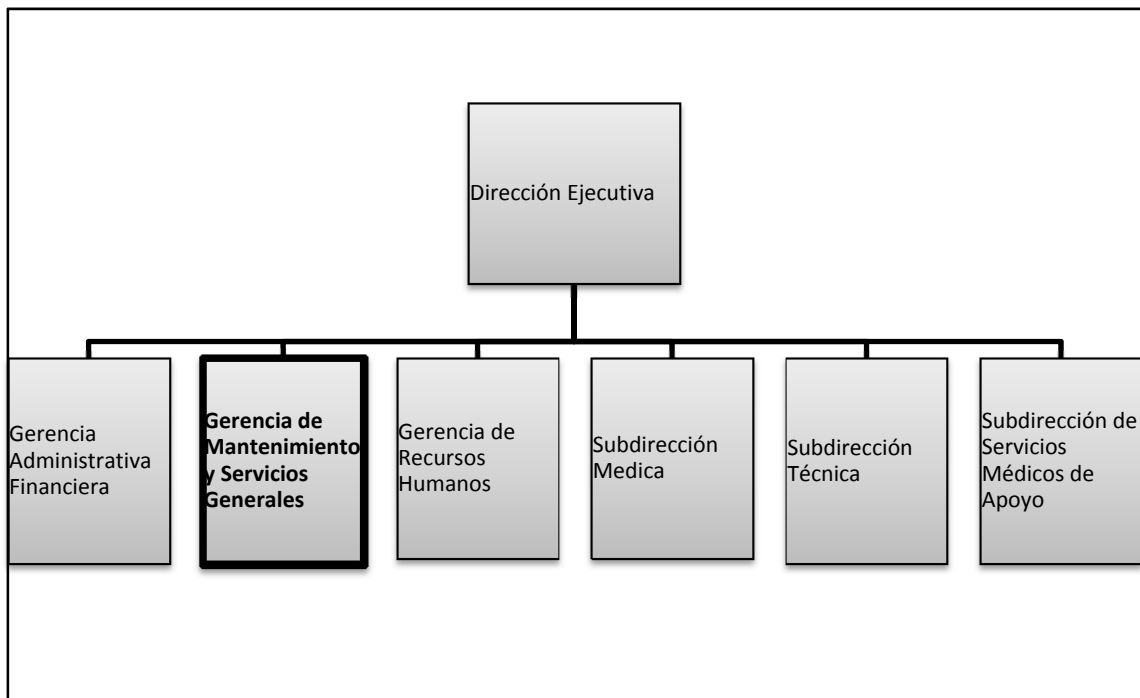 Dirección Ejecutiva
Gerencia
Administrativa
Financiera
Gerencia de
Mantenimiento
y Servicios
Generales
Gerencia de
Recursos
Humanos
Subdirección
Medica
Subdirección
Técnica
Subdirección de
Servicios
Médicos de
Apoyo